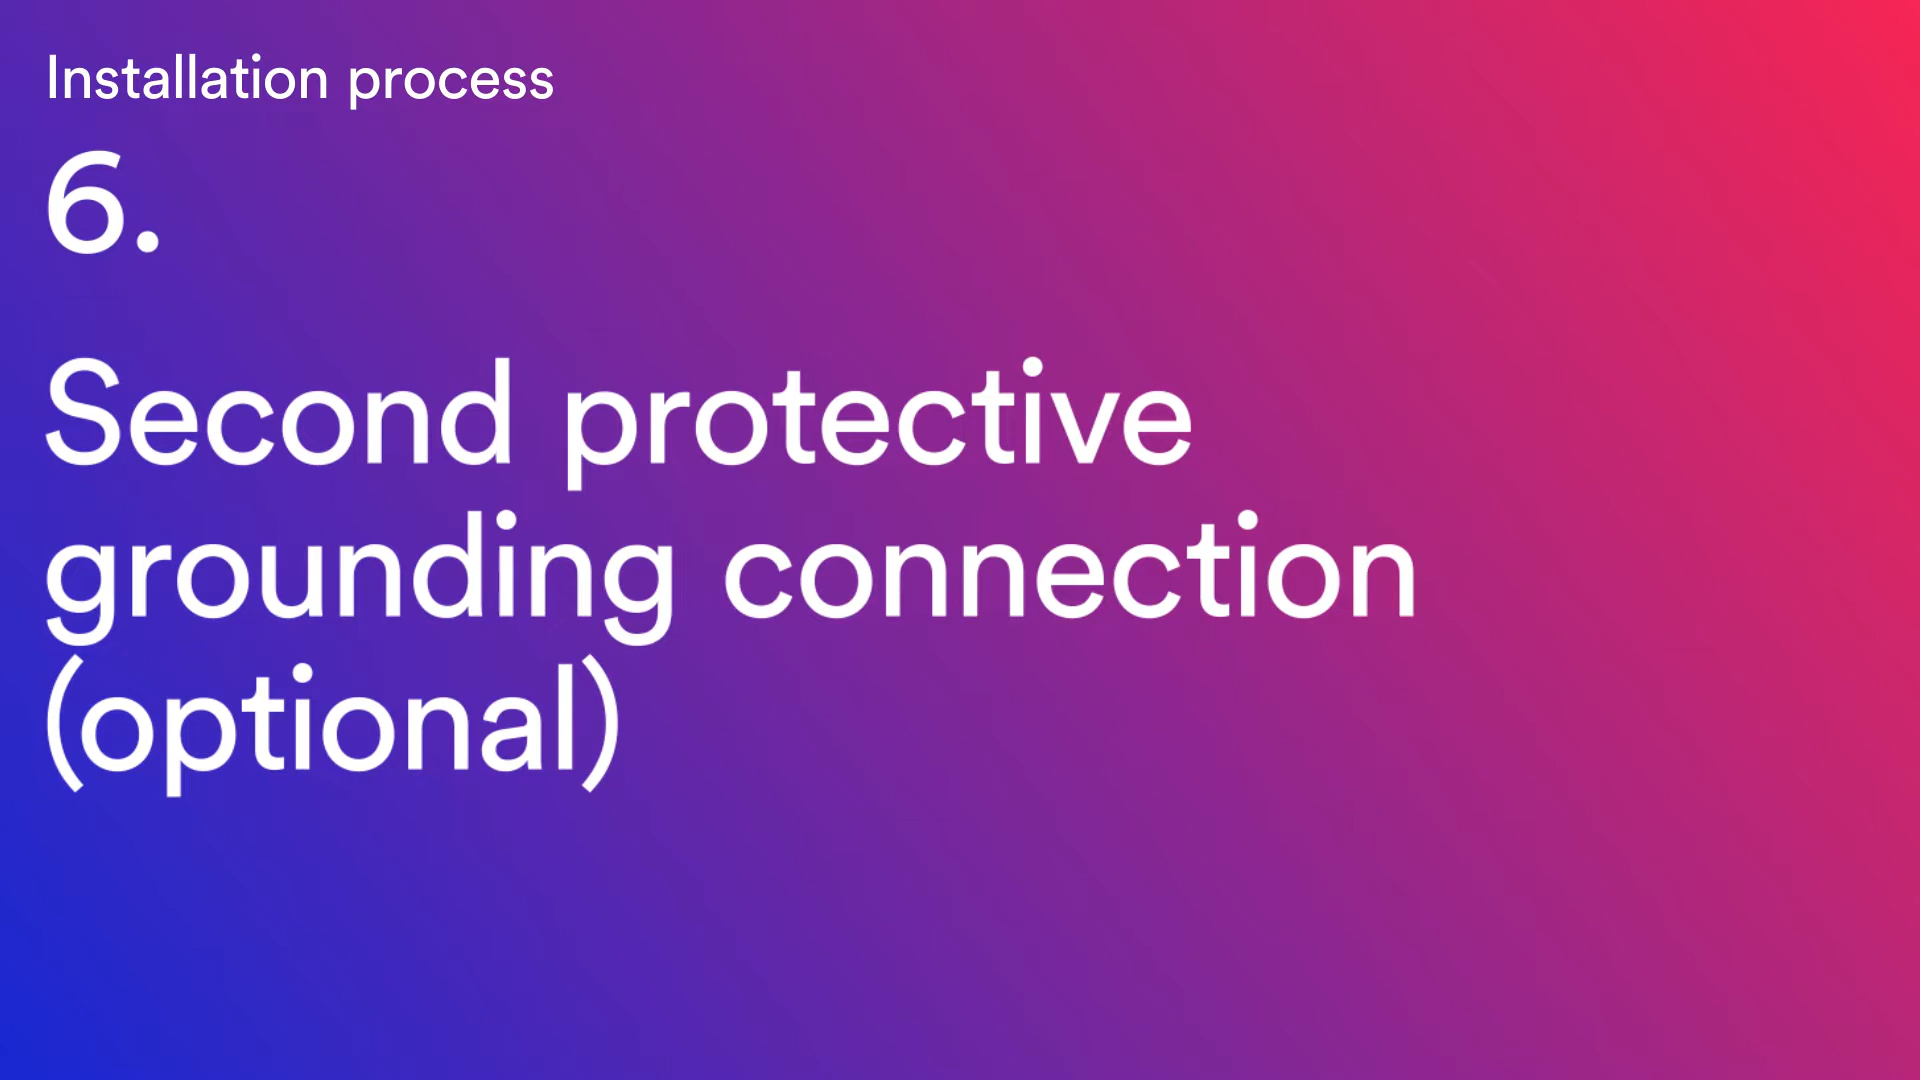 Installation process
6.
Second protective
grounding connection
(optional)